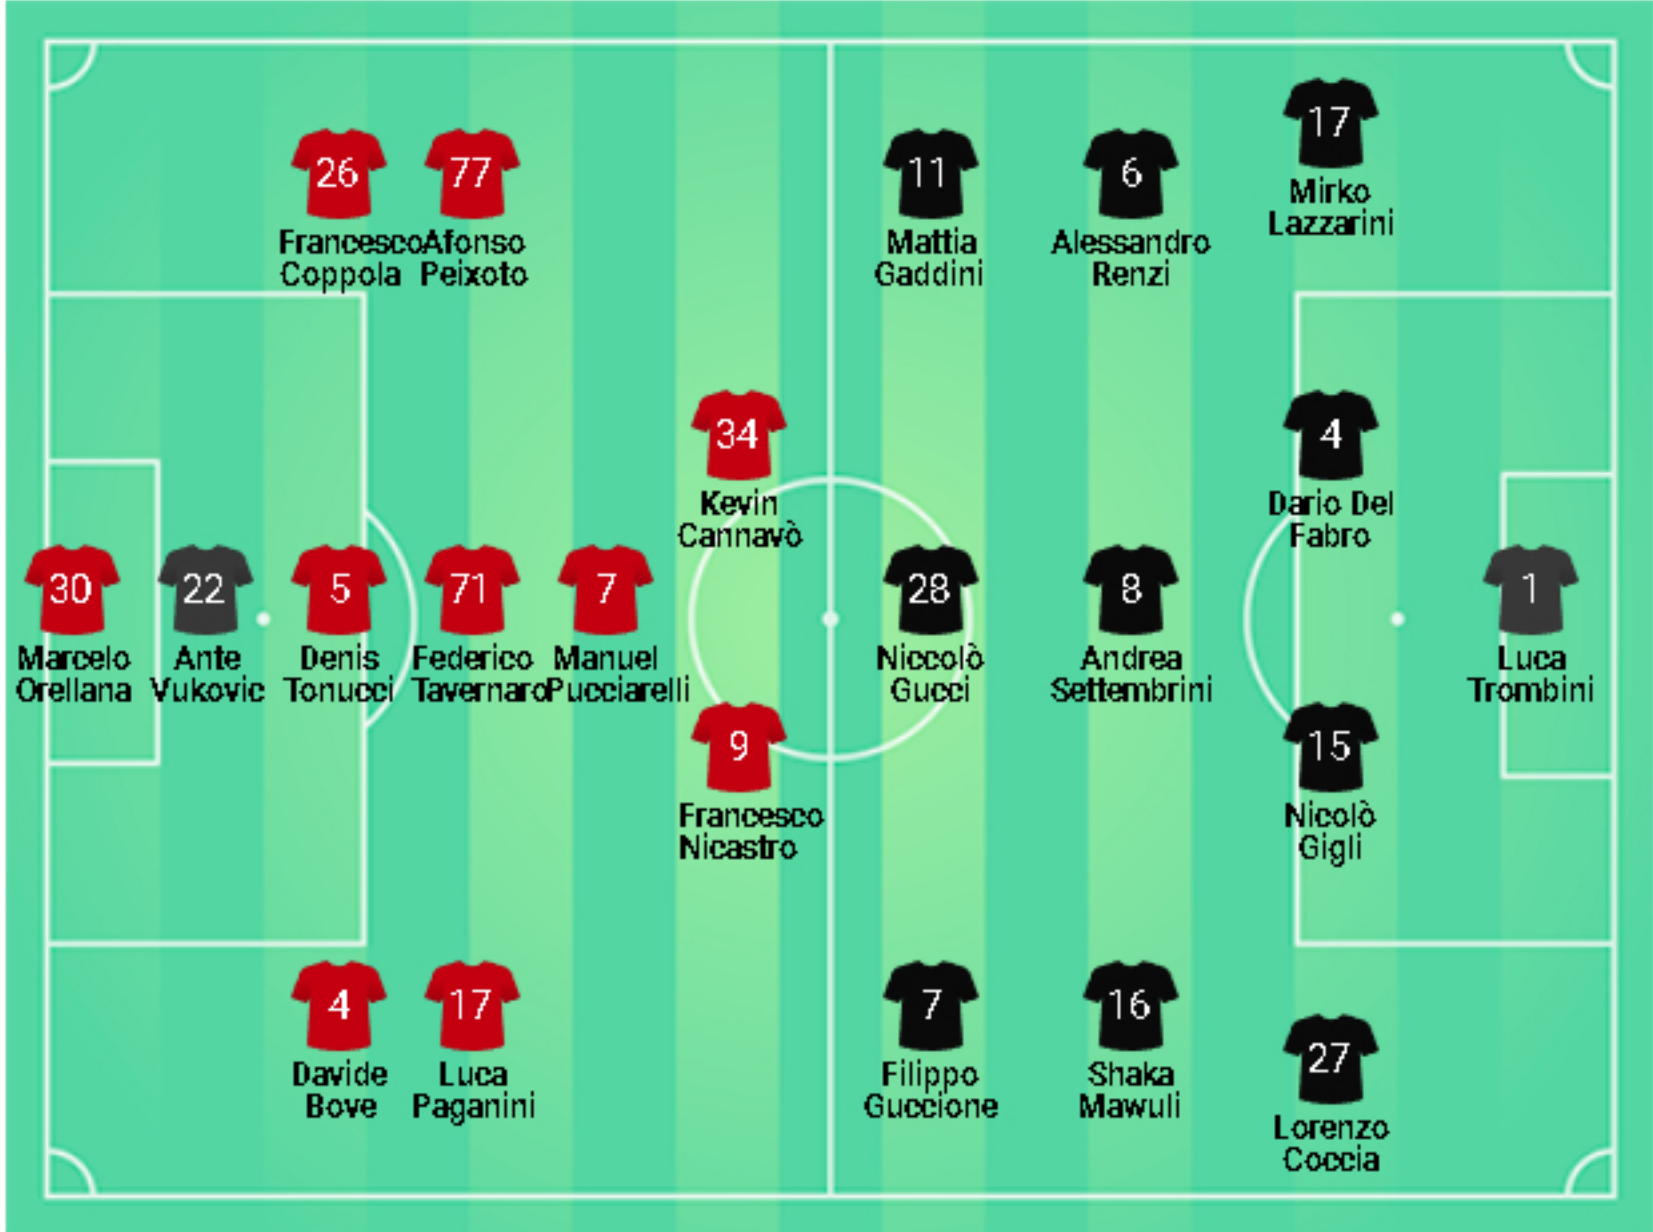 17
Mirko
Lazzarini
26
Francesco
Coppola
77
Afonso
Peixoto
11
Mattia
Gaddini
6
Alessandro
Renzi
34
Kevin
Cannavò
4
Dario Del
Fabro
30
Marcelo
Orellana
22
Ante
Vukovic
5
Denis
Tonucci
71
Federico
Tavernaro
7
Manuel
Pucciarelli
28
Niccolò
Gucci
8
Andrea
Settembrini
1
Luca
Trombini
9
Francesco
Nicastro
15
Nicolò
Gigli
4
Davide
Bove
17
Luca
Paganini
7
Filippo
Guccione
16
Shaka
Mawuli
27
Lorenzo
Coccia